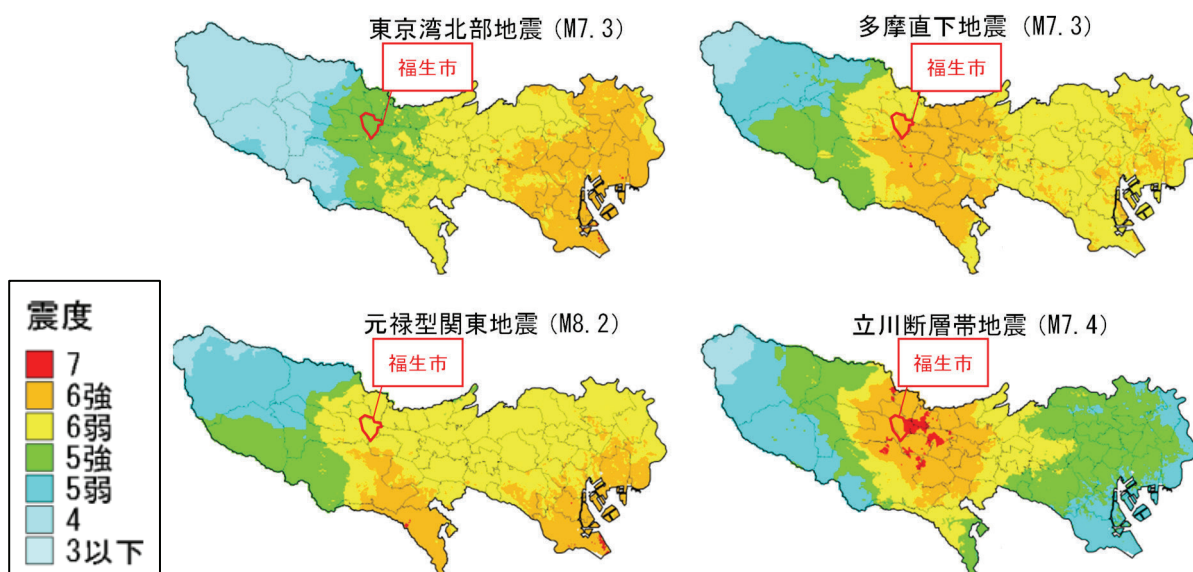 東京湾北部地震 (M7.3)
福生市
多摩直下地震 (M7.3)
福生市
元禄型関東地震 (M8.2)
福生市
立川断層帯地震 (M7.4)
福生市
震度
7
6強
6弱
5強
5弱
4
3以下